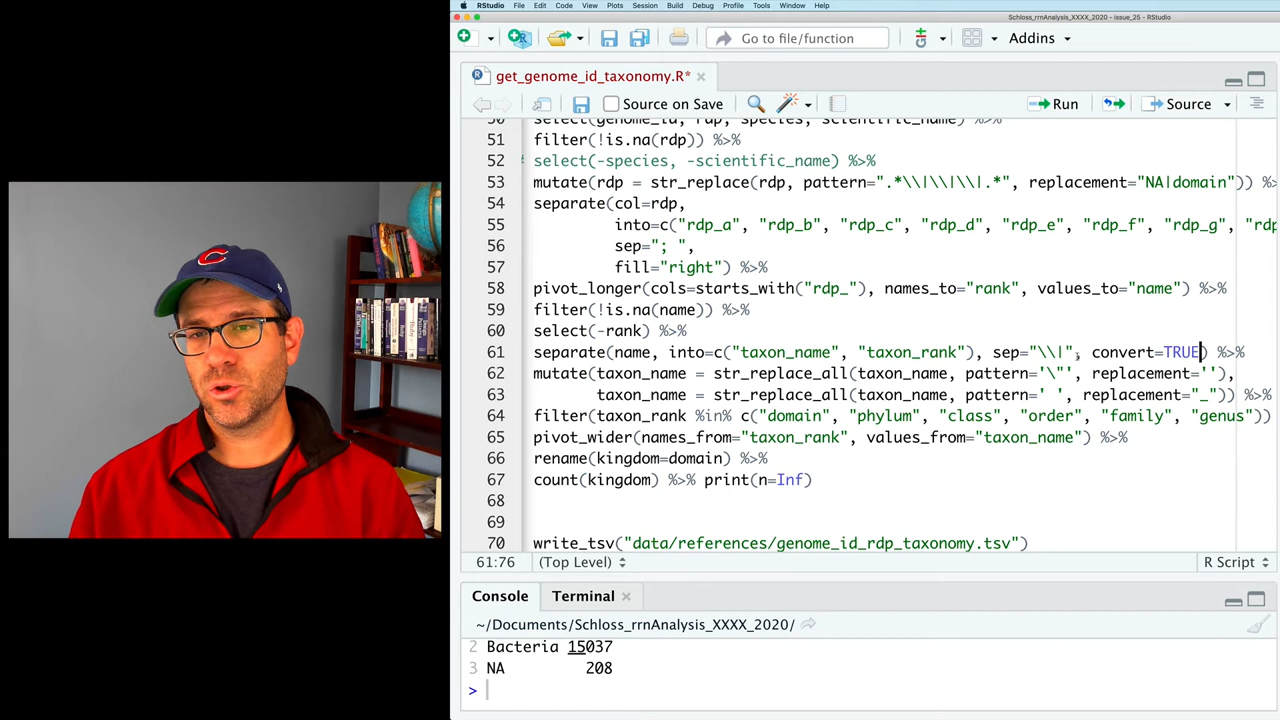 RStudio File Edit Code View Plots Session Build Debug Profile Tools Window Help
Schloss_rrnAnalysis_XXXX_2020 - issue_25 - RStudio
Go to file/function Addins
get_genome_id_taxonomy.R*
Source on Save Run Source
50 select(genome_id, rdp, species, scientific_name) %>%
51 filter(!is.na(rdp)) %>%
52 # select(-species, -scientific_name) %>%
53 mutate(rdp = str_replace(rdp, pattern=".*\\|\\|\\|.*", replacement="NA|domain")) %>
54 separate(col=rdp,
55 into=c("rdp_a", "rdp_b", "rdp_c", "rdp_d", "rdp_e", "rdp_f", "rdp_g", "rdp
56 sep="; ",
57 fill="right") %>%
58 pivot_longer(cols=starts_with("rdp_"), names_to="rank", values_to="name") %>%
59 filter(!is.na(name)) %>%
60 select(-rank) %>%
61 separate(name, into=c("taxon_name", "taxon_rank"), sep="\\|", convert=TRUE) %>%
62 mutate(taxon_name = str_replace_all(taxon_name, pattern='\"', replacement=''),
63 taxon_name = str_replace_all(taxon_name, pattern=' ', replacement="_")) %>%
64 filter(taxon_rank %in% c("domain", "phylum", "class", "order", "family", "genus"))
65 pivot_wider(names_from="taxon_rank", values_from="taxon_name") %>%
66 rename(kingdom=domain) %>%
67 count(kingdom) %>% print(n=Inf)
68
69
70 write_tsv("data/references/genome_id_rdp_taxonomy.tsv")
61:76 (Top Level) R Script
Console Terminal
~/Documents/Schloss_rrnAnalysis_XXXX_2020/
2 Bacteria 15037
3 NA 208
>
C